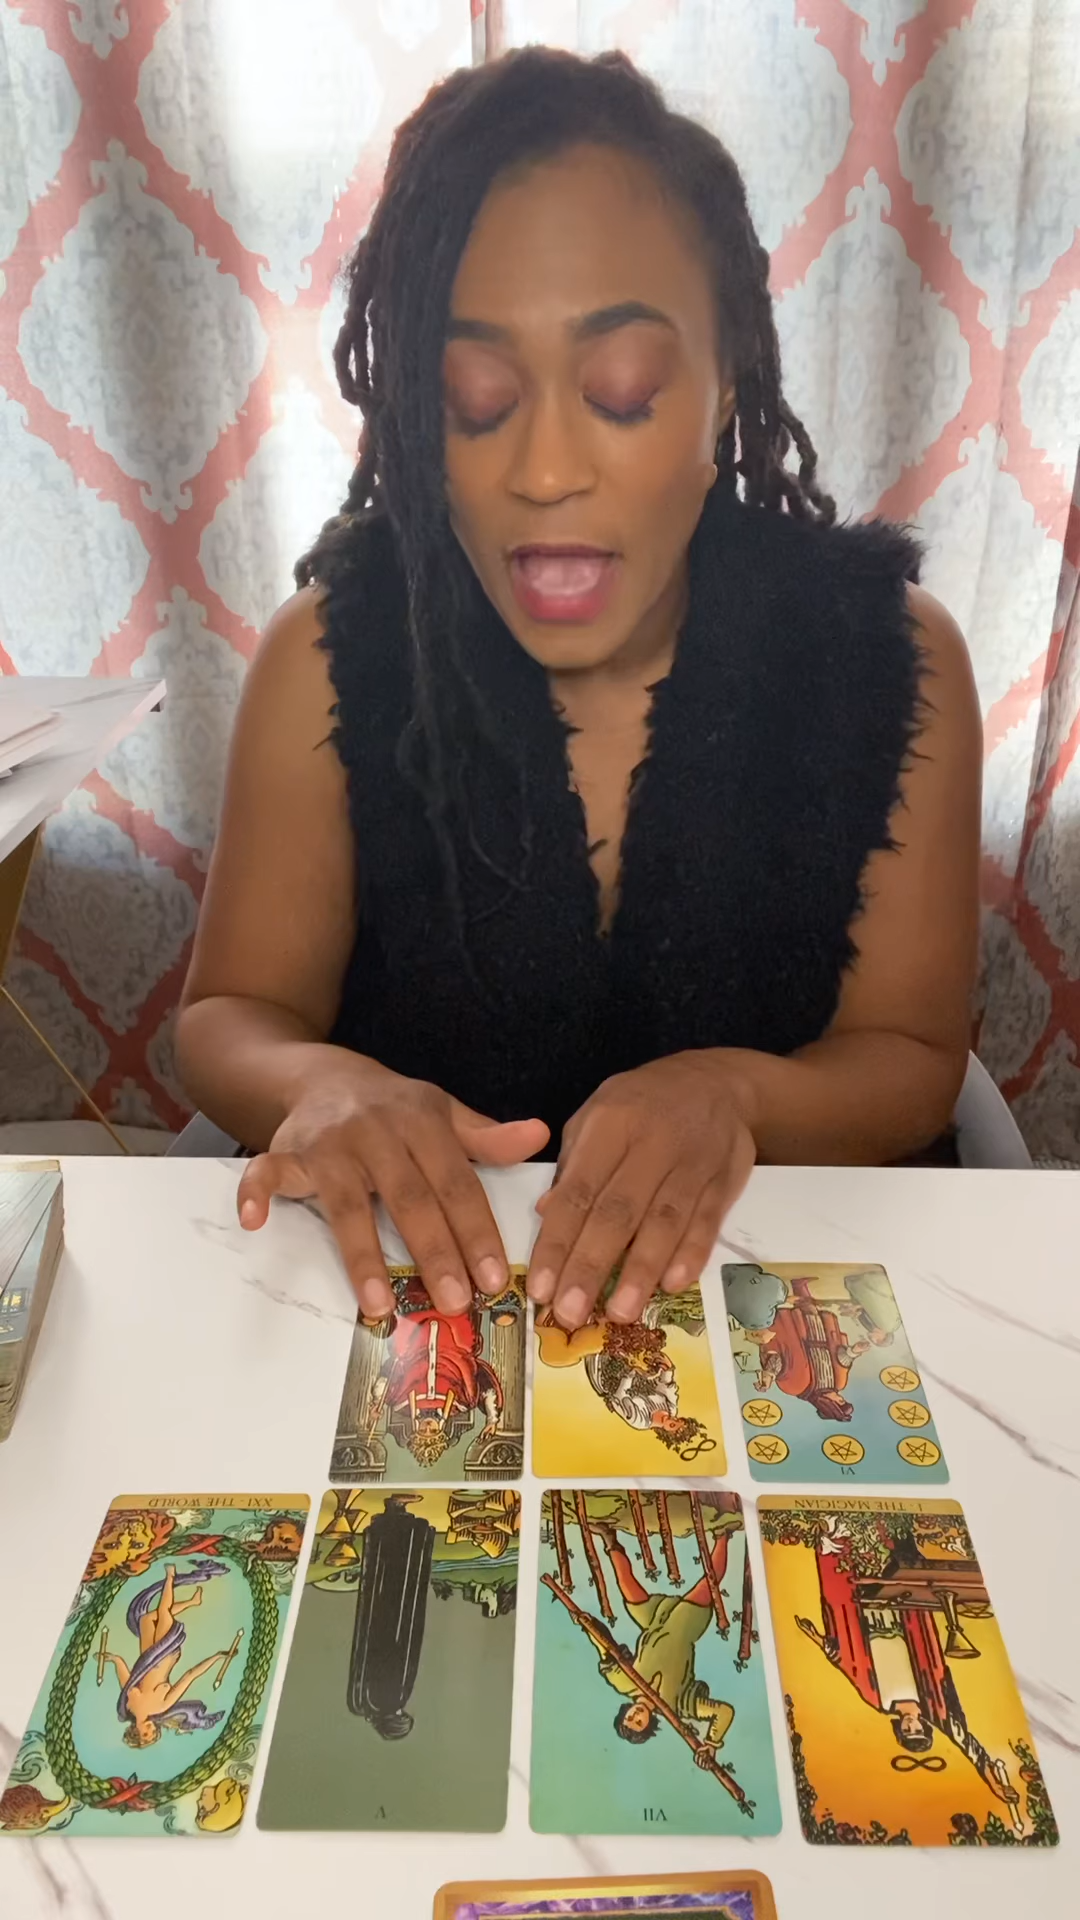 VI
XXI · THE WORLD
I · THE MAGICIAN
V
VII